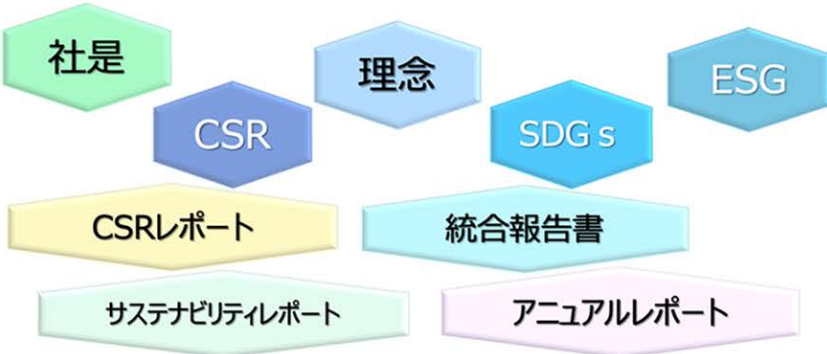 社是
理念
ESG
CSR
SDGs
CSRレポート
統合報告書
サステナビリティレポート
アニュアルレポート